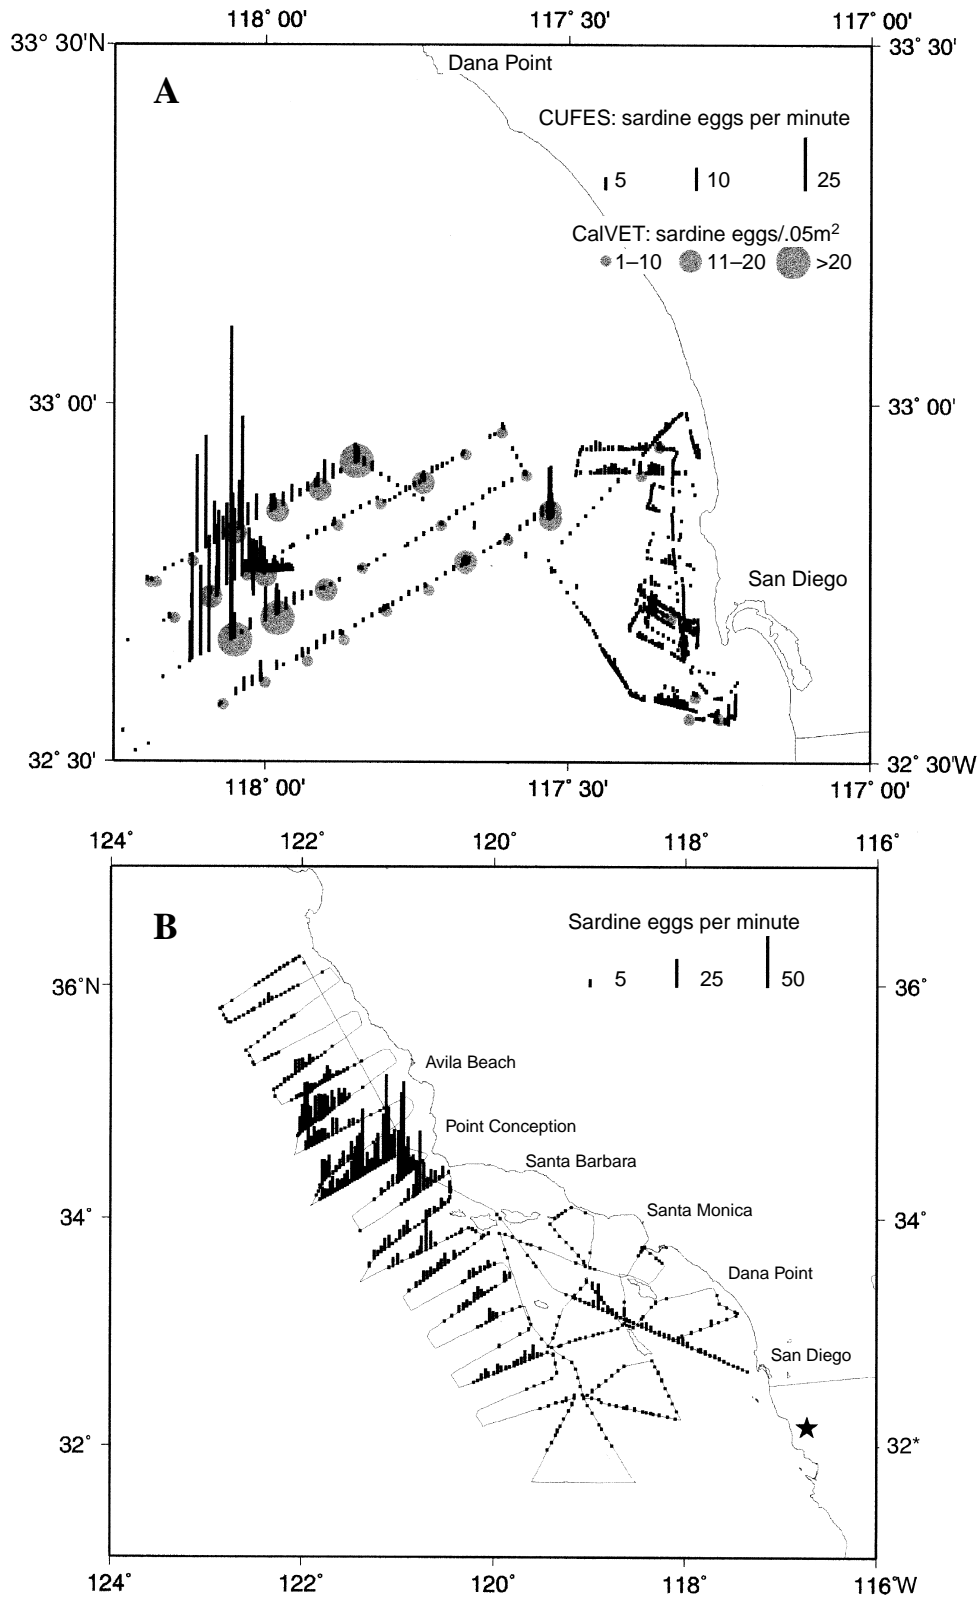 118° 00' 117° 30' 117° 00'
33° 30'N 33° 30'
Dana Point
A
CUFES: sardine eggs per minute
5 10 25
CalVET: sardine eggs/.05m²
1–10 11–20 >20
33° 00' 33° 00'
San Diego
32° 30' 32° 30'W
118° 00' 117° 30' 117° 00'
124° 122° 120° 118° 116°
B
Sardine eggs per minute
5 25 50
36°N 36°
Avila Beach
Point Conception
Santa Barbara
Santa Monica
34° 34°
Dana Point
San Diego
32° 32*
124° 122° 120° 118° 116°W